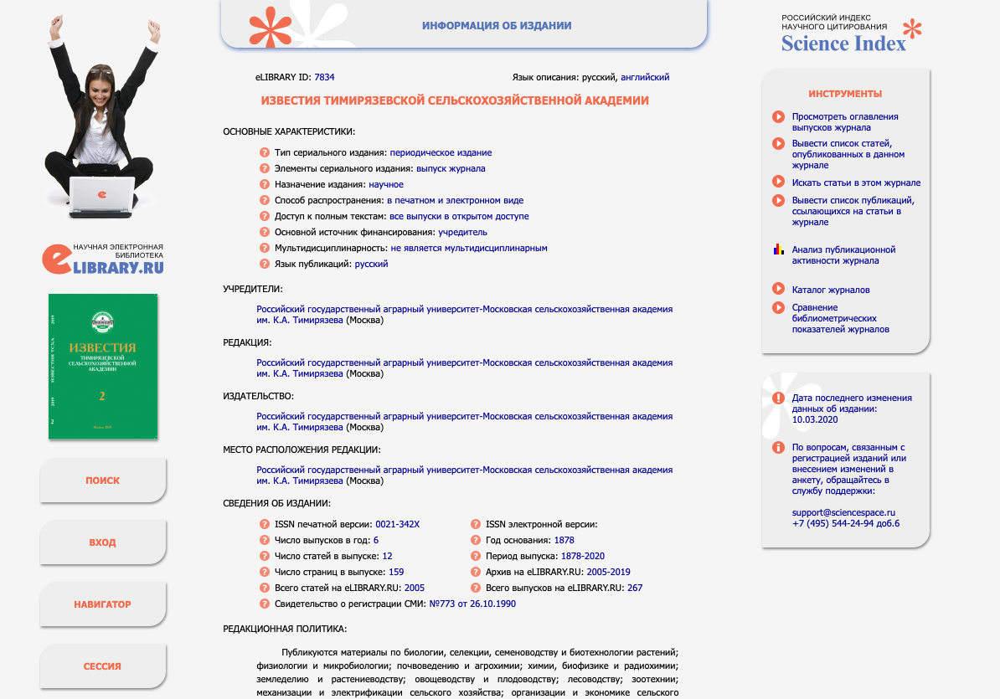 НАУЧНАЯ ЭЛЕКТРОННАЯ
БИБЛИОТЕКА
eLIBRARY.RU
ИЗВЕСТИЯ
ТИМИРЯЗЕВСКОЙ
СЕЛЬСКОХОЗЯЙСТВЕННОЙ
АКАДЕМИИ
2
ИЗВЕСТИЯ ТСХА
2019
2
Москва, 2019
ПОИСК
ВХОД
НАВИГАТОР
СЕССИЯ
ИНФОРМАЦИЯ ОБ ИЗДАНИИ
eLIBRARY ID: 7834
Язык описания: русский, английский
ИЗВЕСТИЯ ТИМИРЯЗЕВСКОЙ СЕЛЬСКОХОЗЯЙСТВЕННОЙ АКАДЕМИИ
ОСНОВНЫЕ ХАРАКТЕРИСТИКИ:
Тип сериального издания: периодическое издание
Элементы сериального издания: выпуск журнала
Назначение издания: научное
Способ распространения: в печатном и электронном виде
Доступ к полным текстам: все выпуски в открытом доступе
Основной источник финансирования: учредитель
Мультидисциплинарность: не является мультидисциплинарным
Язык публикаций: русский
УЧРЕДИТЕЛИ:
Российский государственный аграрный университет-Московская сельскохозяйственная академия
им. К.А. Тимирязева (Москва)
РЕДАКЦИЯ:
Российский государственный аграрный университет-Московская сельскохозяйственная академия
им. К.А. Тимирязева (Москва)
ИЗДАТЕЛЬСТВО:
Российский государственный аграрный университет-Московская сельскохозяйственная академия
им. К.А. Тимирязева (Москва)
МЕСТО РАСПОЛОЖЕНИЯ РЕДАКЦИИ:
Российский государственный аграрный университет-Московская сельскохозяйственная академия
им. К.А. Тимирязева (Москва)
СВЕДЕНИЯ ОБ ИЗДАНИИ:
ISSN печатной версии: 0021-342X
ISSN электронной версии:
Число выпусков в год: 6
Год основания: 1878
Число статей в выпуске: 12
Период выпуска: 1878-2020
Число страниц в выпуске: 159
Архив на eLIBRARY.RU: 2005-2019
Всего статей на eLIBRARY.RU: 2005
Всего выпусков на eLIBRARY.RU: 267
Свидетельство о регистрации СМИ: №773 от 26.10.1990
РЕДАКЦИОННАЯ ПОЛИТИКА:
Публикуются материалы по биологии, селекции, семеноводству и биотехнологии растений;
физиологии и микробиологии; почвоведению и агрохимии; химии, биофизике и радиохимии;
земледелию и растениеводству; овощеводству и плодоводству; лесоводству; зоотехнии;
механизации и электрификации сельского хозяйства; организации и экономике сельского
РОССИЙСКИЙ ИНДЕКС
НАУЧНОГО ЦИТИРОВАНИЯ
Science Index
ИНСТРУМЕНТЫ
Просмотреть оглавления
выпусков журнала
Вывести список статей,
опубликованных в данном
журнале
Искать статьи в этом журнале
Вывести список публикаций,
ссылающихся на статьи в
журнале
Анализ публикационной
активности журнала
Каталог журналов
Сравнение
библиометрических
показателей журналов
Дата последнего изменения
данных об издании:
10.03.2020
По вопросам, связанным с
регистрацией изданий или
внесением изменений в
анкету, обращайтесь в
службу поддержки:
support@sciencespace.ru
+7 (495) 544-24-94 доб.6